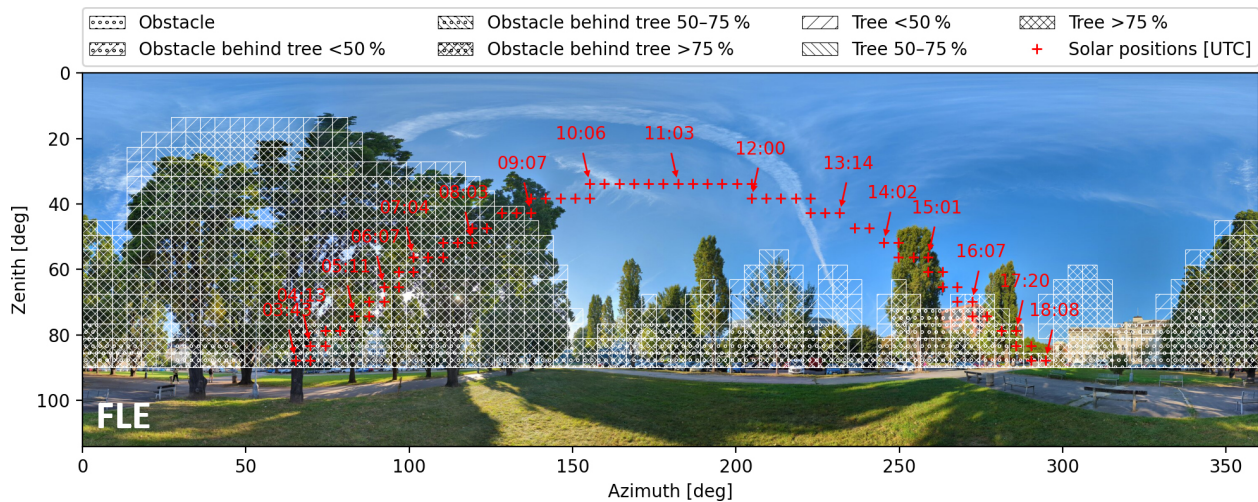 Obstacle
Obstacle behind tree <50 %
Obstacle behind tree 50–75 %
Obstacle behind tree >75 %
Tree <50 %
Tree 50–75 %
Tree >75 %
Solar positions [UTC]
0
20
40
60
80
100
Zenith [deg]
10:06
11:03
12:00
09:07
13:14
08:03
14:02
07:04
15:01
06:07
16:07
05:11
17:20
04:13
18:08
FLE
0
50
100
150
200
250
300
350
Azimuth [deg]